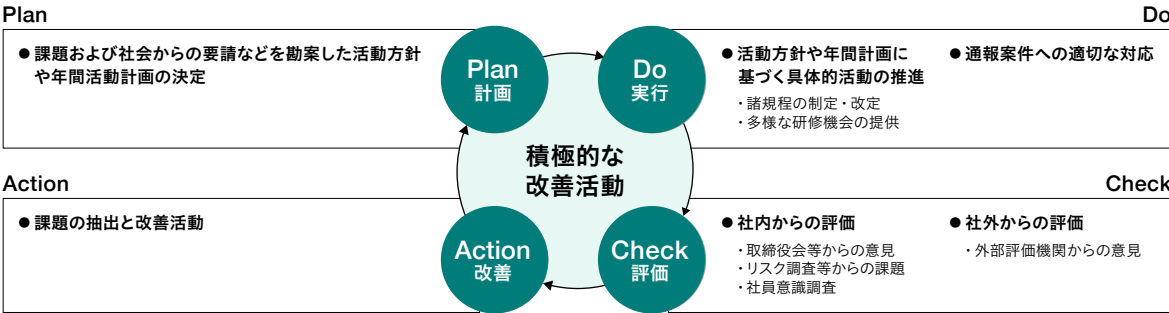 Plan
● 課題および社会からの要請などを勘案した活動方針
や年間活動計画の決定
Plan
計画
Do
実行
Do
● 活動方針や年間計画に
基づく具体的活動の推進
・諸規程の制定・改定
・多様な研修機会の提供
● 通報案件への適切な対応
積極的な
改善活動
Action
● 課題の抽出と改善活動
Action
改善
Check
評価
Check
● 社内からの評価
・取締役会等からの意見
・リスク調査等からの課題
・社員意識調査
● 社外からの評価
・外部評価機関からの意見